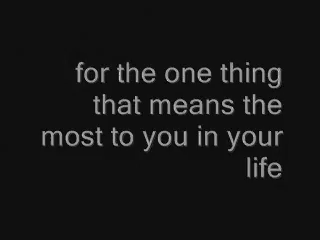 for the one thing
that means the
most to you in your
life